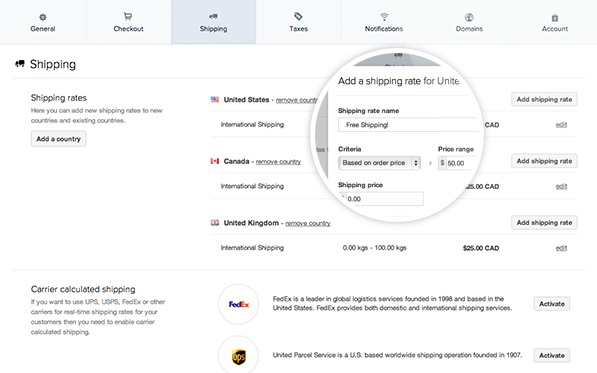 General
Checkout
Shipping
Taxes
Notifications
Domains
Account
Shipping
Shipping rates
Here you can add new shipping rates to new
countries and existing countries.
Add a country
United States - remove country
Add shipping rate
International Shipping
CAD
edit
Canada - remove country
Add shipping rate
International Shipping
$25.00 CAD
edit
United Kingdom - remove country
Add shipping rate
International Shipping
0.00 kgs - 100.00 kgs
$25.00 CAD
edit
Add a shipping rate for Unite
Shipping rate name
Free Shipping!
Criteria
Price range
Based on order price
$ 50.00
Shipping price
0.00
Carrier calculated shipping
If you want to use UPS, USPS, FedEx or other
carriers for real-time shipping rates for your
customers then you need to enable carrier
calculated shipping.
FedEx
FedEx is a leader in global logistics services founded in 1998 and based in the
United States. FedEx provides both domestic and international shipping services.
Activate
ups
United Parcel Service is a U.S. based worldwide shipping operation founded in 1907.
Activate